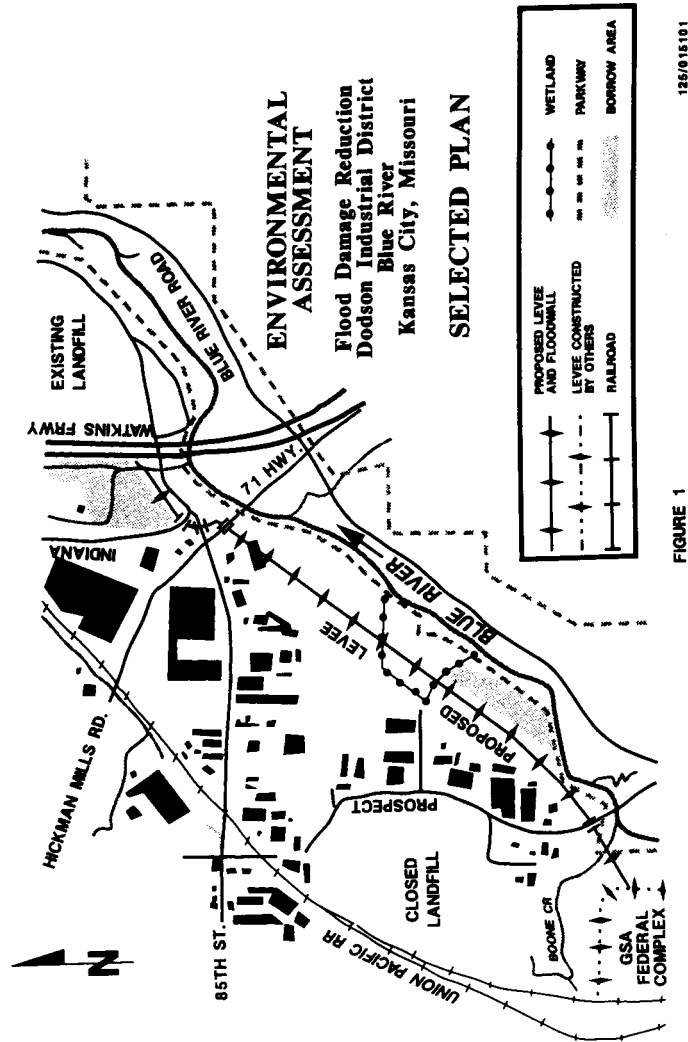 ENVIRONMENTAL
ASSESSMENT
Flood Damage Reduction
Dodson Industrial District
Blue River
Kansas City, Missouri
SELECTED PLAN
N
HICKMAN MILLS RD.
INDIANA
EXISTING
LANDFILL
WATKINS FRWY
BLUE RIVER ROAD
71 HWY.
85TH ST.
UNION PACIFIC RR
PROPOSED
LEVEE
BLUE RIVER
PROSPECT
CLOSED
LANDFILL
BOONE CR
GSA
FEDERAL
COMPLEX
PROPOSED LEVEE
AND FLOODWALL
WETLAND
LEVEE CONSTRUCTED
BY OTHERS
PARKWAY
RAILROAD
BORROW AREA
FIGURE 1
125/015101